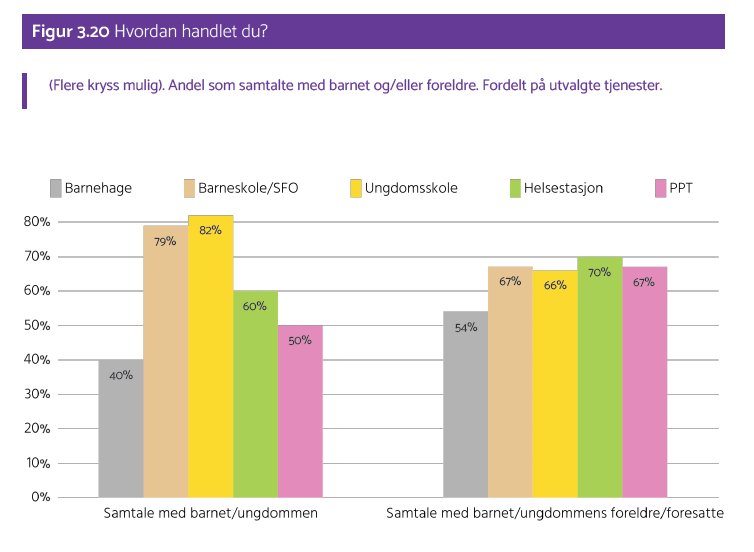 Figur 3.20 Hvordan handlet du?
(Flere kryss mulig). Andel som samtalte med barnet og/eller foreldre. Fordelt på utvalgte tjenester.
Barnehage Barneskole/SFO Ungdomsskole Helsestasjon PPT
80%
70%
60%
50%
40%
30%
20%
10%
0%
40% 79% 82% 60% 50%
54% 67% 66% 70% 67%
Samtale med barnet/ungdommen Samtale med barnet/ungdommens foreldre/foresatte